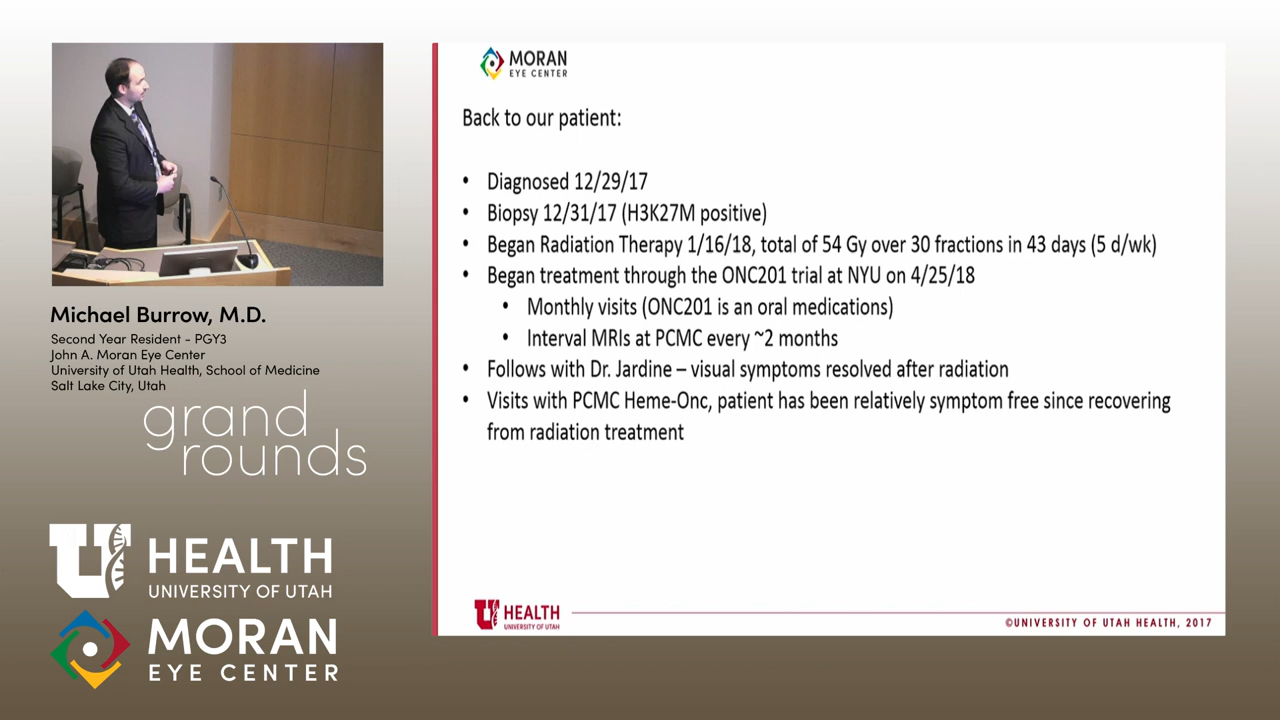 MORAN
EYE CENTER
Back to our patient:
• Diagnosed 12/29/17
• Biopsy 12/31/17 (H3K27M positive)
• Began Radiation Therapy 1/16/18, total of 54 Gy over 30 fractions in 43 days (5 d/wk)
• Began treatment through the ONC201 trial at NYU on 4/25/18
• Monthly visits (ONC201 is an oral medications)
• Interval MRIs at PCMC every ~2 months
• Follows with Dr. Jardine – visual symptoms resolved after radiation
• Visits with PCMC Heme-Onc, patient has been relatively symptom free since recovering
from radiation treatment
U HEALTH
UNIVERSITY OF UTAH
©UNIVERSITY OF UTAH HEALTH, 2017
Michael Burrow, M.D.
Second Year Resident - PGY3
John A. Moran Eye Center
University of Utah Health, School of Medicine
Salt Lake City, Utah
grand
rounds
U HEALTH
UNIVERSITY OF UTAH
MORAN
EYE CENTER